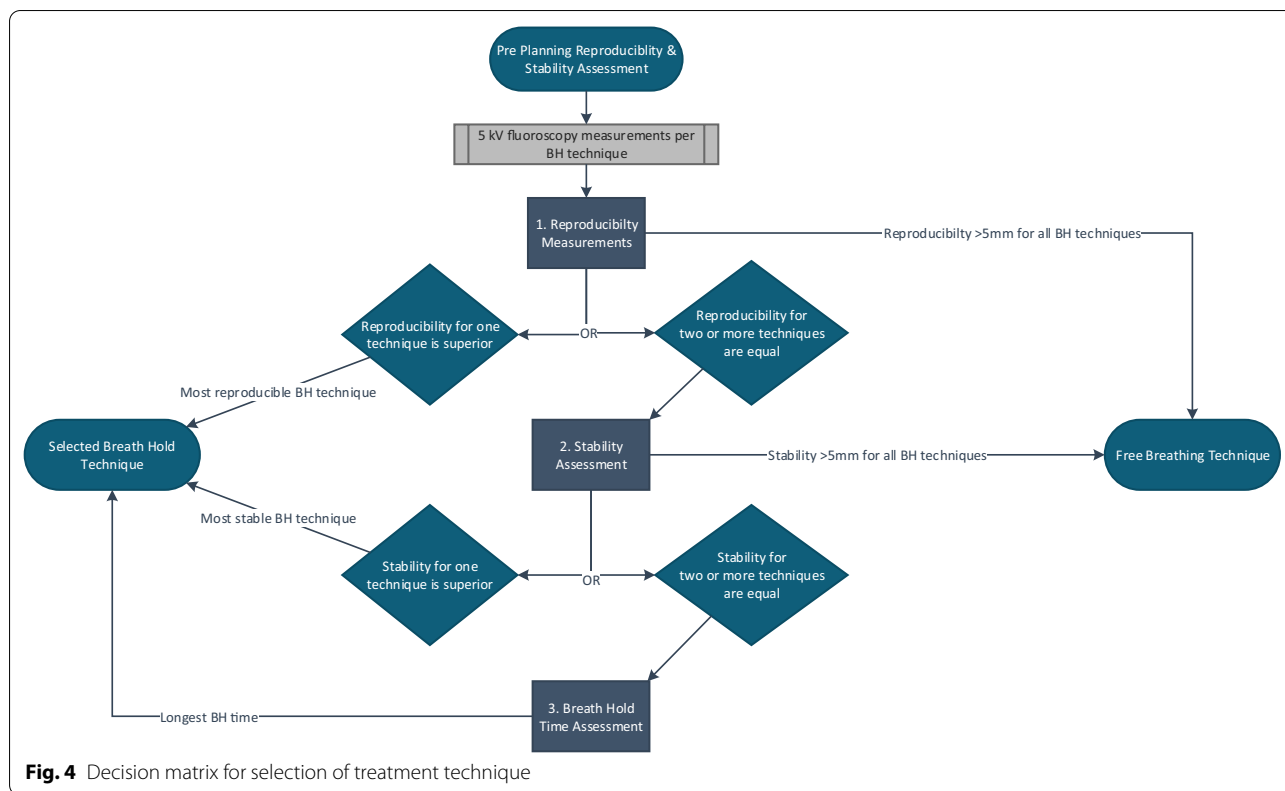 Pre Planning Reproduciblity &
Stability Assessment
5 kV fluoroscopy measurements per
BH technique
1. Reproducibilty
Measurements
Reproducibilty >5mm for all BH techniques
Reproducibility for one
technique is superior
OR
Reproducibility for
two or more techniques
are equal
Most reproducible BH technique
Selected Breath Hold
Technique
2. Stability
Assessment
Stability >5mm for all BH techniques
Free Breathing Technique
Most stable BH technique
Stability for one
technique is superior
OR
Stability for
two or more techniques
are equal
3. Breath Hold
Time Assessment
Longest BH time
Fig. 4 Decision matrix for selection of treatment technique